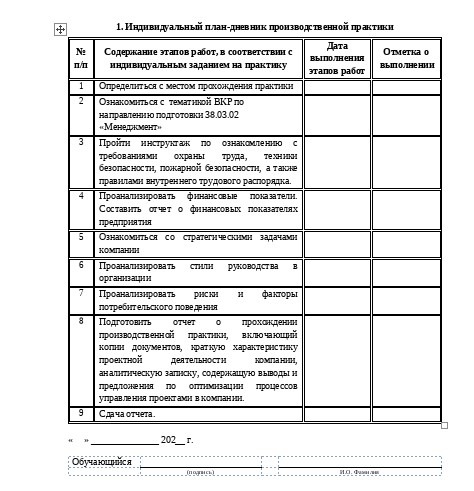 1. Индивидуальный план-дневник производственной практики
№ п/п
Содержание этапов работ, в соответствии с
индивидуальным заданием на практику
Дата
выполнения
этапов работ
Отметка о
выполнении
1 Определиться с местом прохождения практики
2 Ознакомиться с тематикой ВКР по
направлению подготовки 38.03.02
«Менеджмент»
3 Пройти инструктаж по ознакомлению с
требованиями охраны труда, техники
безопасности, пожарной безопасности, а также
правилами внутреннего трудового распорядка.
4 Проанализировать финансовые показатели.
Составить отчет о финансовых показателях
предприятия
5 Ознакомиться со стратегическими задачами
компании
6 Проанализировать стили руководства в
организации
7 Проанализировать риски и факторы
потребительского поведения
8 Подготовить отчет о прохождении
производственной практики, включающий
копии документов, краткую характеристику
проектной деятельности компании,
аналитическую записку, содержащую выводы и
предложения по оптимизации процессов
управления проектами в компании.
9 Сдача отчета.
« » ______________ 202__ г.
Обучающийся
(подпись) И.О. Фамилия